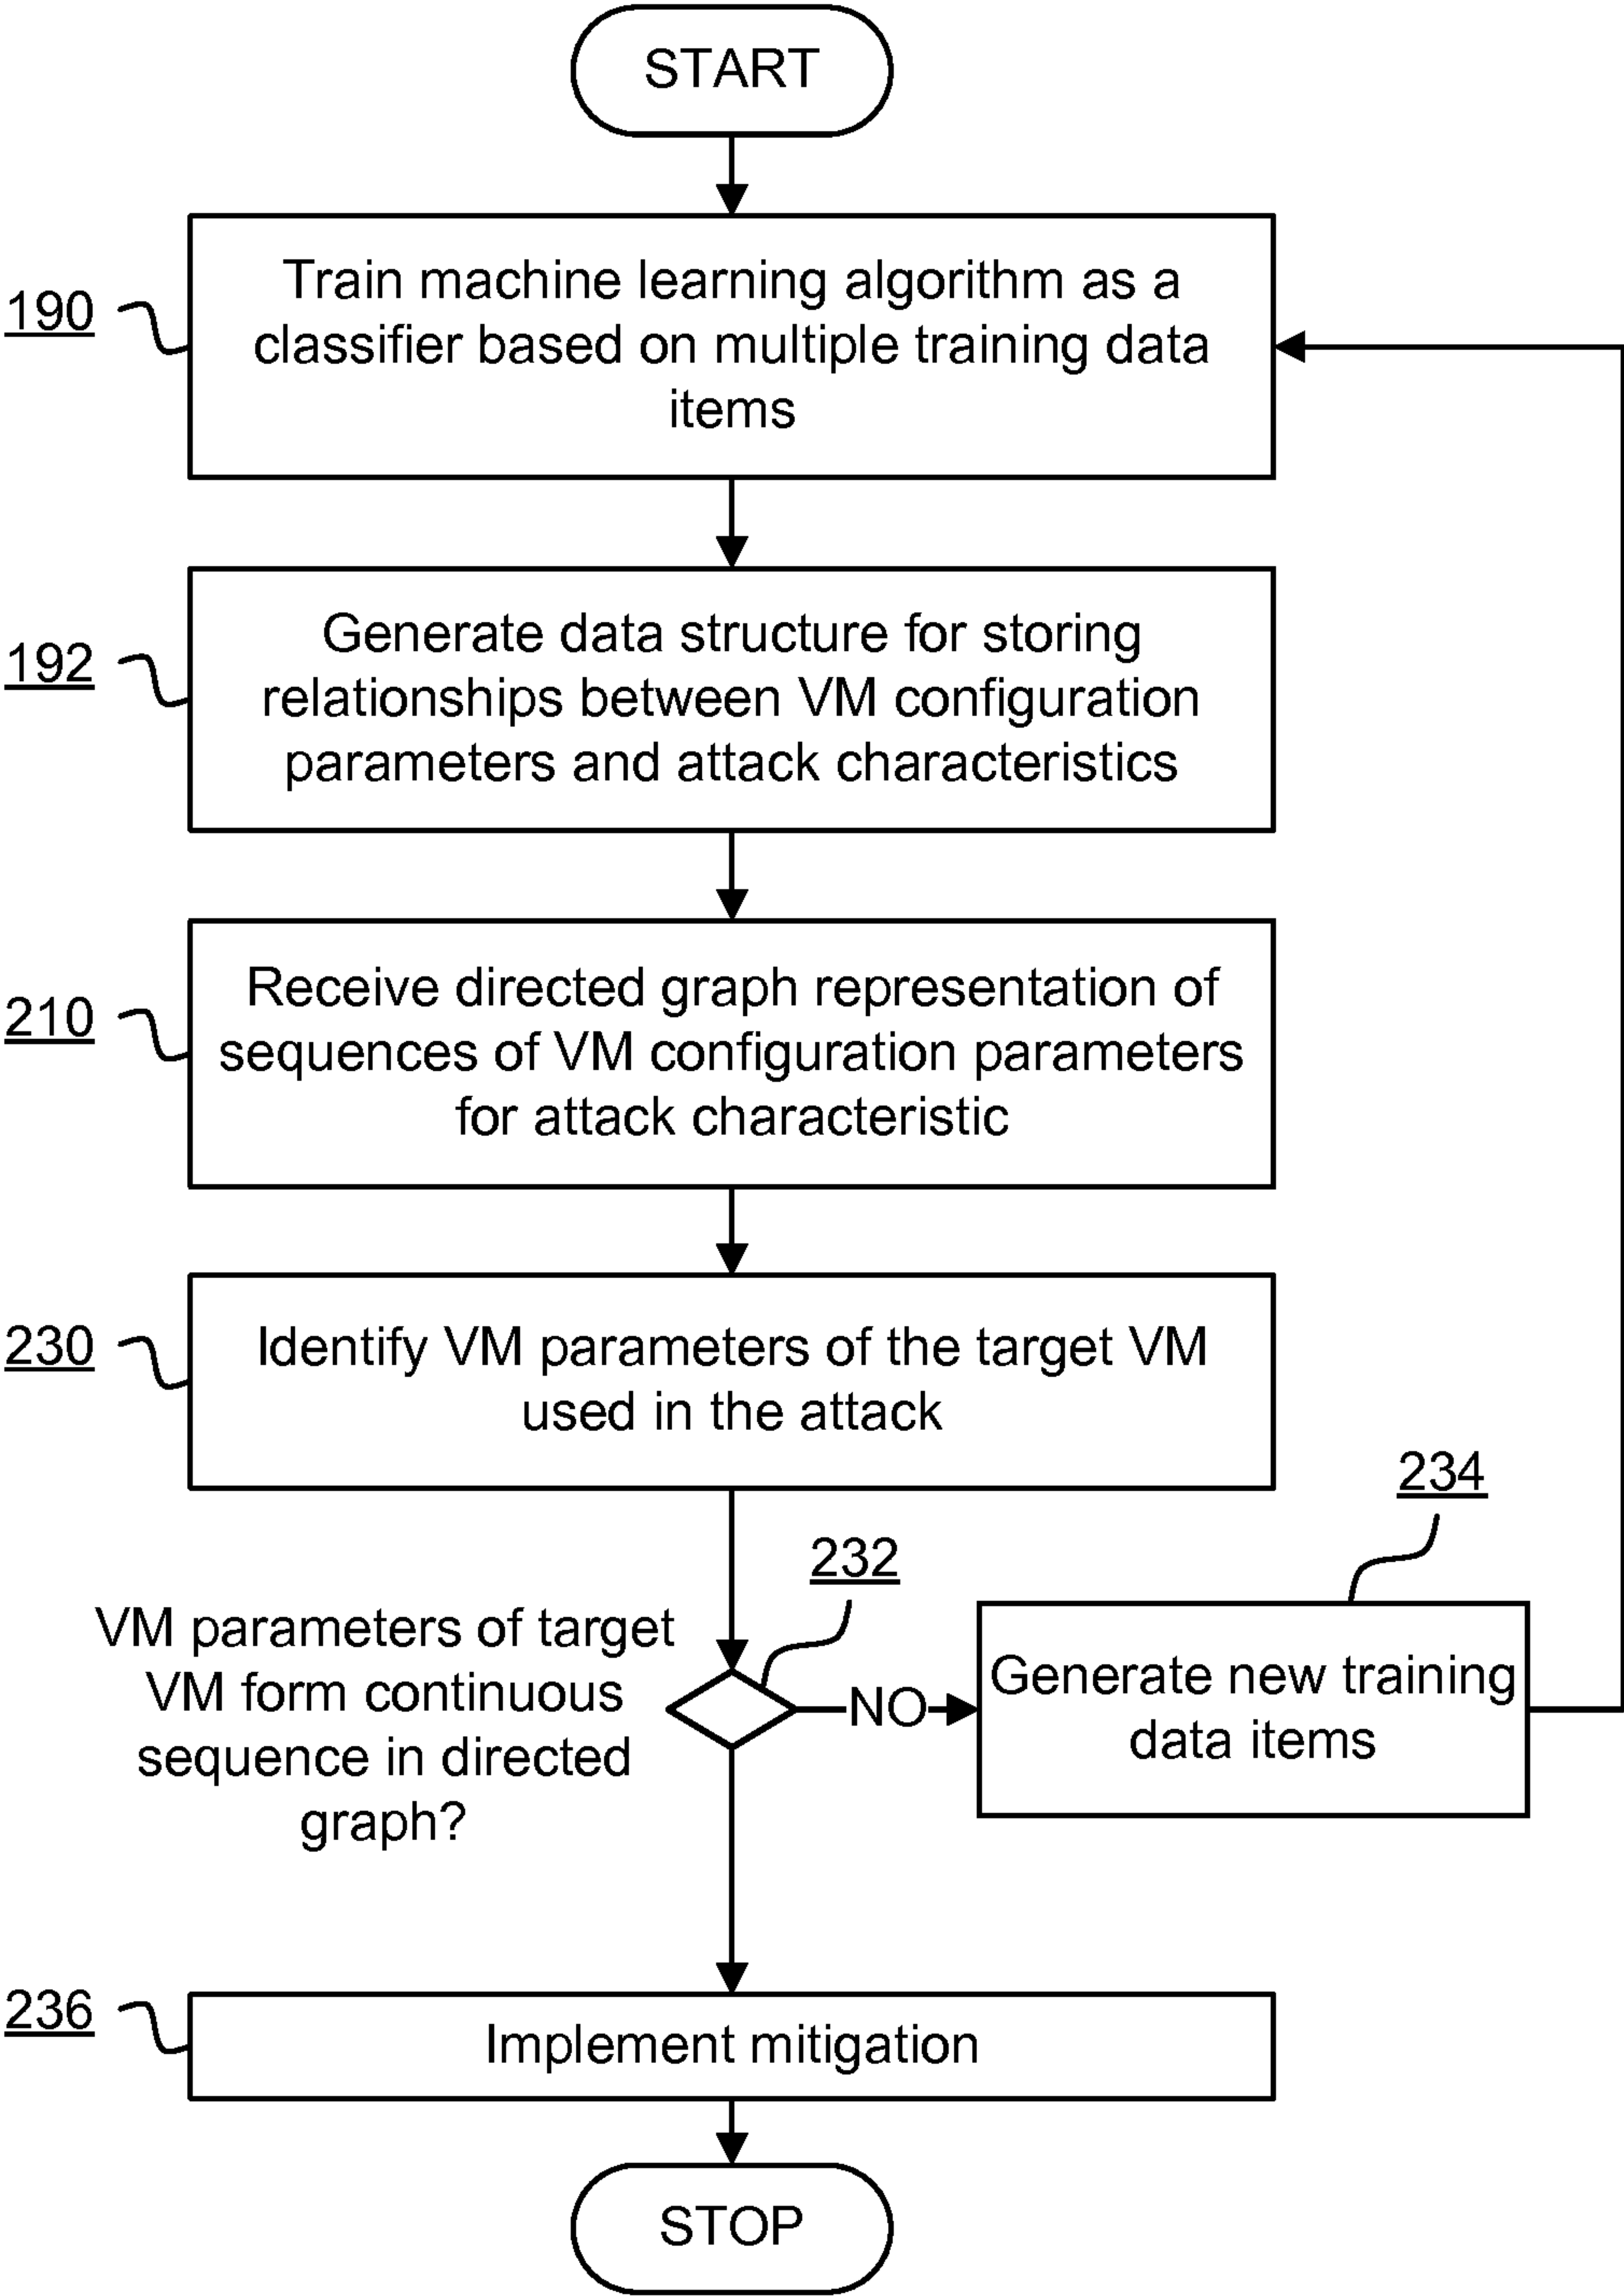 START
190
Train machine learning algorithm as a
classifier based on multiple training data
items
192
Generate data structure for storing
relationships between VM configuration
parameters and attack characteristics
210
Receive directed graph representation of
sequences of VM configuration parameters
for attack characteristic
230
Identify VM parameters of the target VM
used in the attack
232
VM parameters of target
VM form continuous
sequence in directed
graph?
NO
234
Generate new training
data items
236
Implement mitigation
STOP